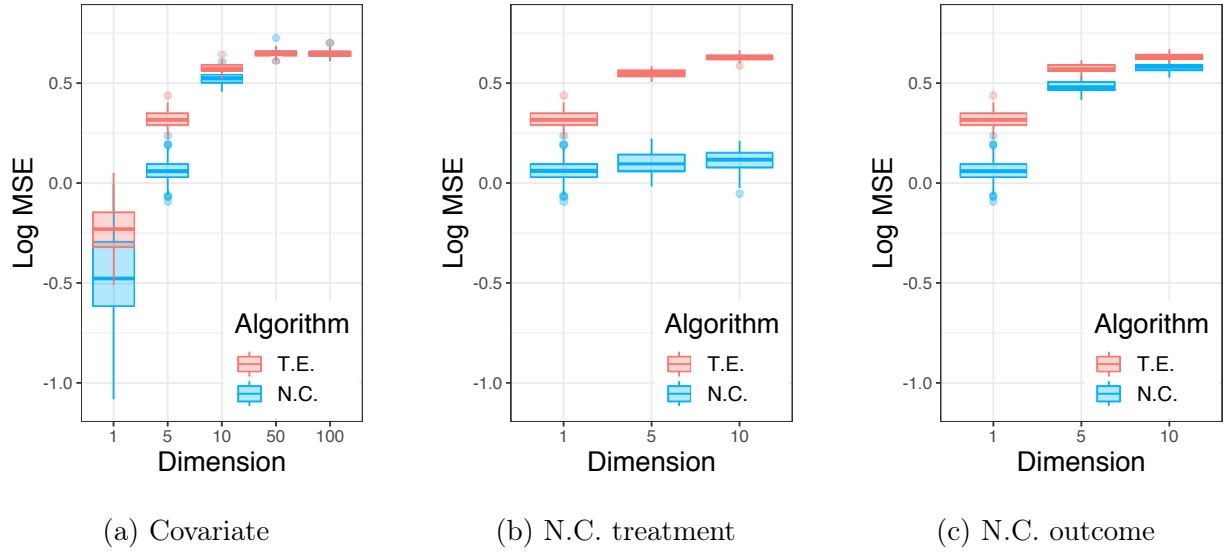 Log MSE
0.5
0.0
-0.5
-1.0
Algorithm
T.E.
N.C.
1 5 10 50 100
Dimension
(a) Covariate
Log MSE
0.5
0.0
-0.5
-1.0
Algorithm
T.E.
N.C.
1 5 10
Dimension
(b) N.C. treatment
Log MSE
0.5
0.0
-0.5
-1.0
Algorithm
T.E.
N.C.
1 5 10
Dimension
(c) N.C. outcome